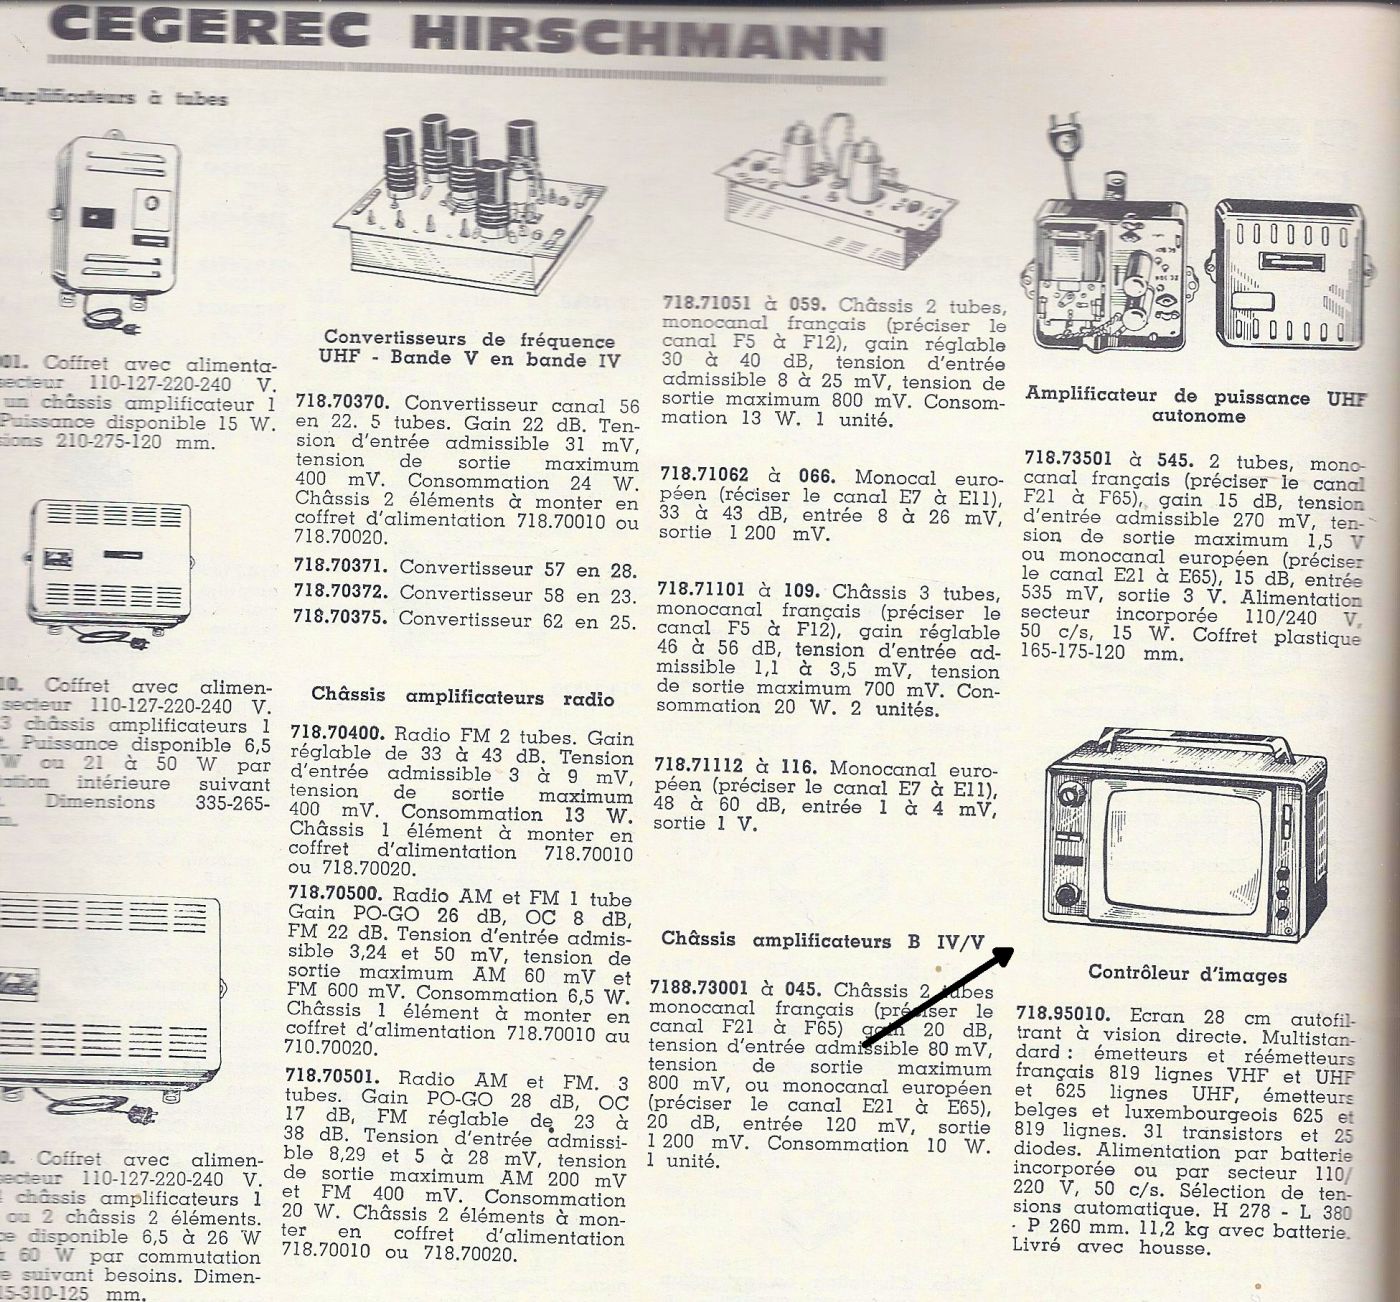 CEGEREC HIRSCHMANN
Amplificateurs à tubes
001. Coffret avec alimenta-
secteur 110-127-220-240 V.
un châssis amplificateur 1
Puissance disponible 15 W.
sions 210-275-120 mm.
10. Coffret avec alimen-
secteur 110-127-220-240 V.
3 châssis amplificateurs 1
Puissance disponible 6,5
W ou 21 à 50 W par
intérieure suivant
Dimensions 335-265-
Coffret avec alimen-
secteur 110-127-220-240 V.
châssis amplificateurs 1
ou 2 châssis 2 éléments.
disponible 6,5 à 26 W
à 60 W par commutation
suivant besoins. Dimen-
15-310-125 mm.
Convertisseurs de fréquence
UHF - Bande V en bande IV
718.70370. Convertisseur canal 56
en 22. 5 tubes. Gain 22 dB. Ten-
sion d'entrée admissible 31 mV,
tension de sortie maximum
400 mV. Consommation 24 W.
Châssis 2 éléments à monter en
coffret d'alimentation 718.70010 ou
718.70020.
718.70371. Convertisseur 57 en 28.
718.70372. Convertisseur 58 en 23.
718.70375. Convertisseur 62 en 25.
Châssis amplificateurs radio
718.70400. Radio FM 2 tubes. Gain
réglable de 33 à 43 dB. Tension
d'entrée admissible 3 à 9 mV,
tension de sortie maximum
400 mV. Consommation 13 W.
Châssis 1 élément à monter en
coffret d'alimentation 718.70010
ou 718.70020.
718.70500. Radio AM et FM 1 tube
Gain PO-GO 26 dB, OC 8 dB,
FM 22 dB. Tension d'entrée admis-
sible 3,24 et 50 mV, tension de
sortie maximum AM 60 mV et
FM 600 mV. Consommation 6,5 W.
Châssis 1 élément à monter en
coffret d'alimentation 718.70010 au
710.70020.
718.70501. Radio AM et FM. 3
tubes. Gain PO-GO 28 dB, OC
17 dB, FM réglable de 23 à
38 dB. Tension d'entrée admissi-
ble 8,29 et 5 à 28 mV, tension
de sortie maximum AM 200 mV
et FM 400 mV. Consommation
20 W. Châssis 2 éléments à mon-
ter en coffret d'alimentation
718.70010 ou 718.70020.
718.71051 à 059. Châssis 2 tubes,
monocanal français (préciser le
canal F5 à F12), gain réglable
30 à 40 dB, tension d'entrée
admissible 8 à 25 mV, tension de
sortie maximum 800 mV. Consom-
mation 13 W. 1 unité.
718.71062 à 066. Monocal euro-
péen (réciser le canal E7 à E11),
33 à 43 dB, entrée 8 à 26 mV,
sortie 1 200 mV.
718.71101 à 109. Châssis 3 tubes,
monocanal français (préciser le
canal F5 à F12), gain réglable
46 à 56 dB, tension d'entrée ad-
missible 1,1 à 3,5 mV, tension
de sortie maximum 700 mV. Con-
sommation 20 W. 2 unités.
718.71112 à 116. Monocanal euro-
péen (préciser le canal E7 à E11),
48 à 60 dB, entrée 1 à 4 mV,
sortie 1 V.
Châssis amplificateurs B IV/V
7188.73001 à 045. Châssis 2 tubes
monocanal français (préciser le
canal F21 à F65) gain 20 dB,
tension d'entrée admissible 80 mV,
tension de sortie maximum
800 mV, ou monocanal européen
(préciser le canal E21 à E65),
20 dB, entrée 120 mV, sortie
1 200 mV. Consommation 10 W.
1 unité.
Amplificateur de puissance UHF
autonome
718.73501 à 545. 2 tubes, mono-
canal français (préciser le canal
F21 à F65), gain 15 dB, tension
d'entrée admissible 270 mV, ten-
sion de sortie maximum 1,5 V
ou monocanal européen (préciser
le canal E21 à E65), 15 dB, entrée
535 mV, sortie 3 V. Alimentation
secteur incorporée 110/240 V,
50 c/s, 15 W. Coffret plastique
165-175-120 mm.
Contrôleur d'images
718.95010. Ecran 28 cm autofil-
trant à vision directe. Multistan-
dard : émetteurs et réémetteurs
français 819 lignes VHF et UHF
et 625 lignes UHF, émetteurs
belges et luxembourgeois 625 et
819 lignes. 31 transistors et 25
diodes. Alimentation par batterie
incorporée ou par secteur 110/
220 V, 50 c/s. Sélection de ten-
sions automatique. H 278 - L 380
- P 260 mm. 11,2 kg avec batterie.
Livré avec housse.